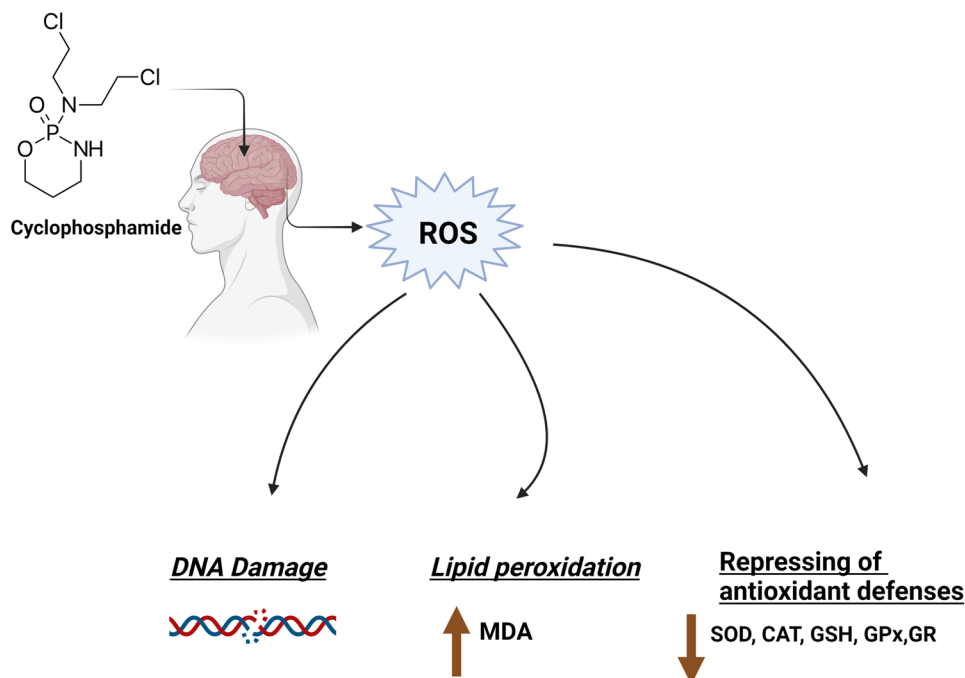 Cl
Cl
N
O
P
O
NH
Cyclophosphamide
ROS
DNA Damage
Lipid peroxidation
MDA
Repressing of
antioxidant defenses
SOD, CAT, GSH, GPx,GR